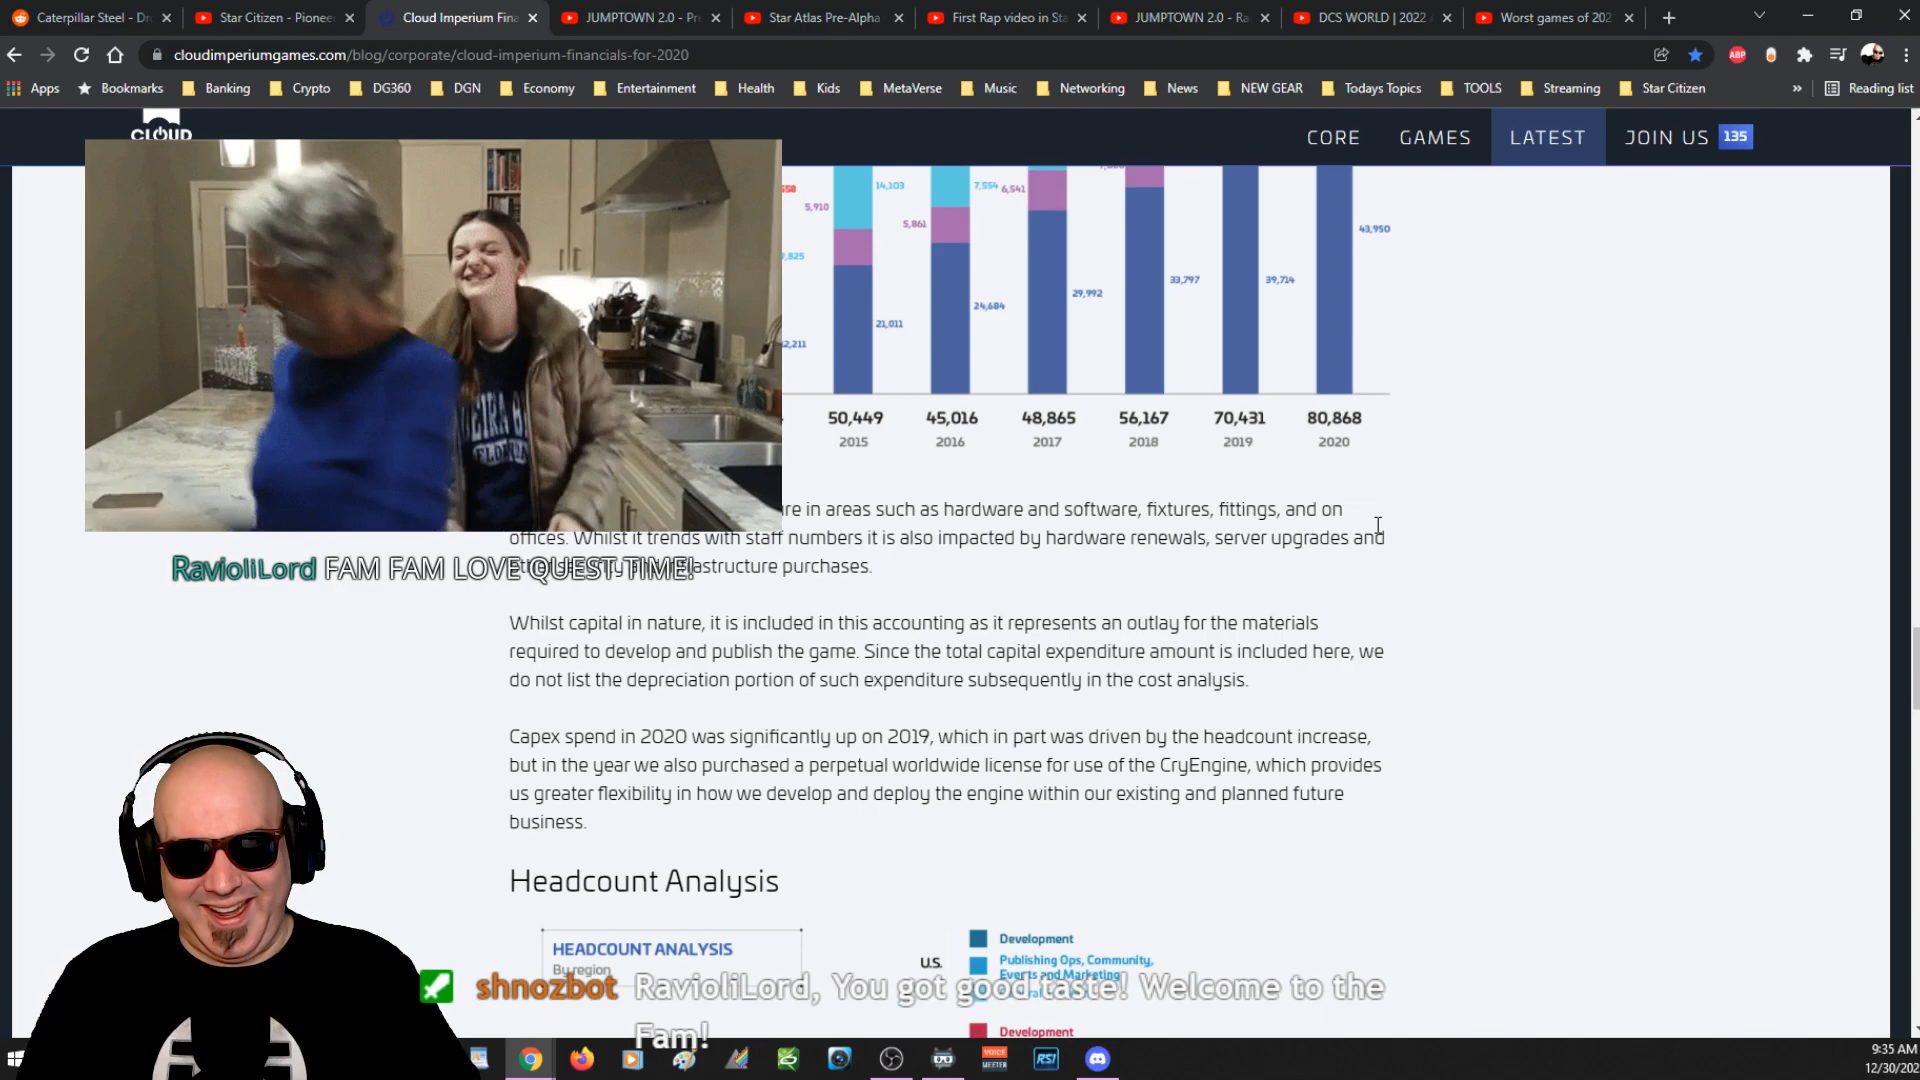 Caterpillar Steel - Dro
Star Citizen - Pioneer
Cloud Imperium Fina
JUMPTOWN 2.0 - Pre
Star Atlas Pre-Alpha
First Rap video in Sta
JUMPTOWN 2.0 - Ra
DCS WORLD | 2022
Worst games of 202
cloudimperiumgames.com/blog/corporate/cloud-imperium-financials-for-2020
ABP
Apps
Bookmarks
Banking
Crypto
DG360
DGN
Economy
Entertainment
Health
Kids
MetaVerse
Music
Networking
News
NEW GEAR
Todays Topics
TOOLS
Streaming
Star Citizen
»
Reading list
CLOUD
CORE
GAMES
LATEST
JOIN US
135
14,103
7,554
6,541
5,910
5,861
43,950
33,797
39,714
29,992
24,684
21,011
50,449
45,016
48,865
56,167
70,431
80,868
2015
2016
2017
2018
2019
2020
FLORIDA
re in areas such as hardware and software, fixtures, fittings, and on
offices. Whilst it trends with staff numbers it is also impacted by hardware renewals, server upgrades and
infrastructure purchases.
RavioliLord FAM FAM LOVE QUEST TIME!
Whilst capital in nature, it is included in this accounting as it represents an outlay for the materials
required to develop and publish the game. Since the total capital expenditure amount is included here, we
do not list the depreciation portion of such expenditure subsequently in the cost analysis.
Capex spend in 2020 was significantly up on 2019, which in part was driven by the headcount increase,
but in the year we also purchased a perpetual worldwide license for use of the CryEngine, which provides
us greater flexibility in how we develop and deploy the engine within our existing and planned future
business.
Headcount Analysis
HEADCOUNT ANALYSIS
By region
U.S.
Development
Publishing Ops, Community,
Events and Marketing
Development
shnozbot RavioliLord, You got good taste! Welcome to the
Fam!
VOICE
MEETER
RSI
9:35 AM
12/30/202